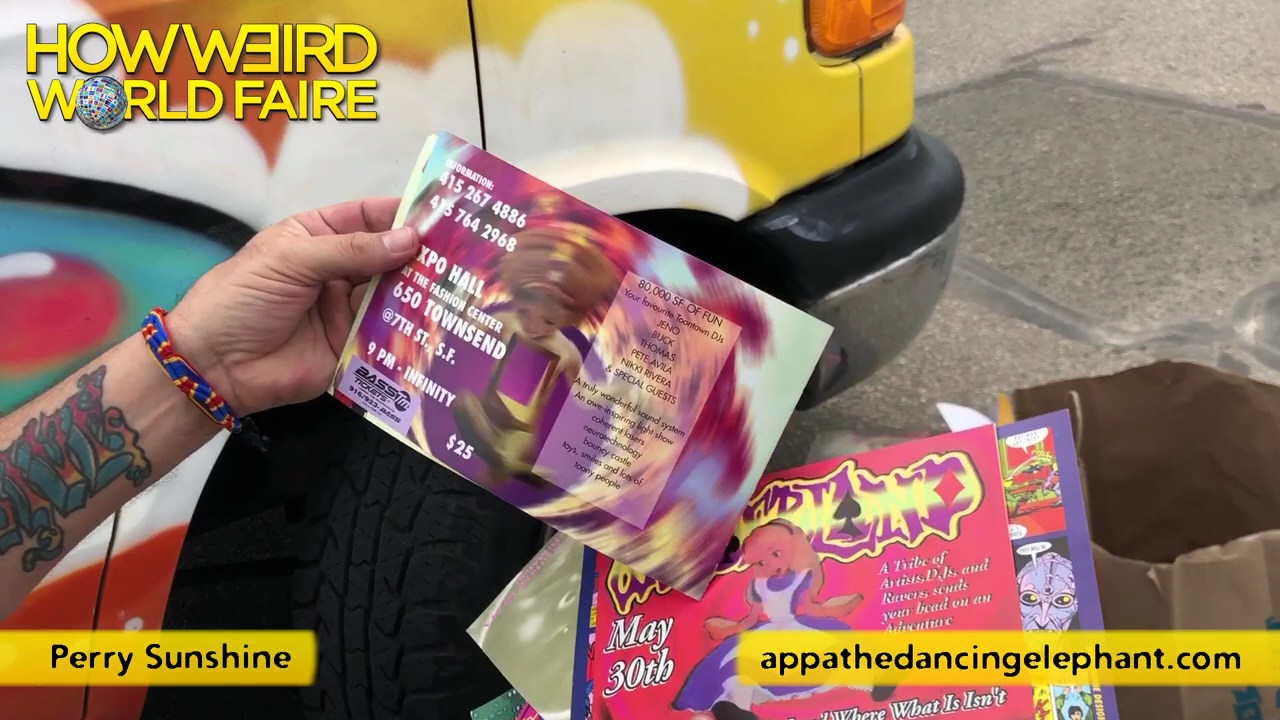 HOW WEIRD
WORLD FAIRE
INFORMATION:
415 267 4886
415 764 2968
EXPO HALL
AT THE FASHION CENTER
650 TOWNSEND
@7TH ST., S.F.
9 PM - INFINITY
BASS
TICKETS
$25
80,000 SF. OF FUN
Your favourite Toontown DJs
JENO
BUCK
THOMAS
PETE AVILA
NIKKI RIVERA
& SPECIAL GUESTS
A truly wonderful sound system
An awe-inspiring light show
coherent lasers
neurotechnology
bouncy castle
toys, smiles and lots of
toony people
A Tribe of
Artists, DJs, and
Ravers, sends
your head on an
Adventure
May
30th
Where What Is Isn't
Perry Sunshine
appathedancingelephant.com